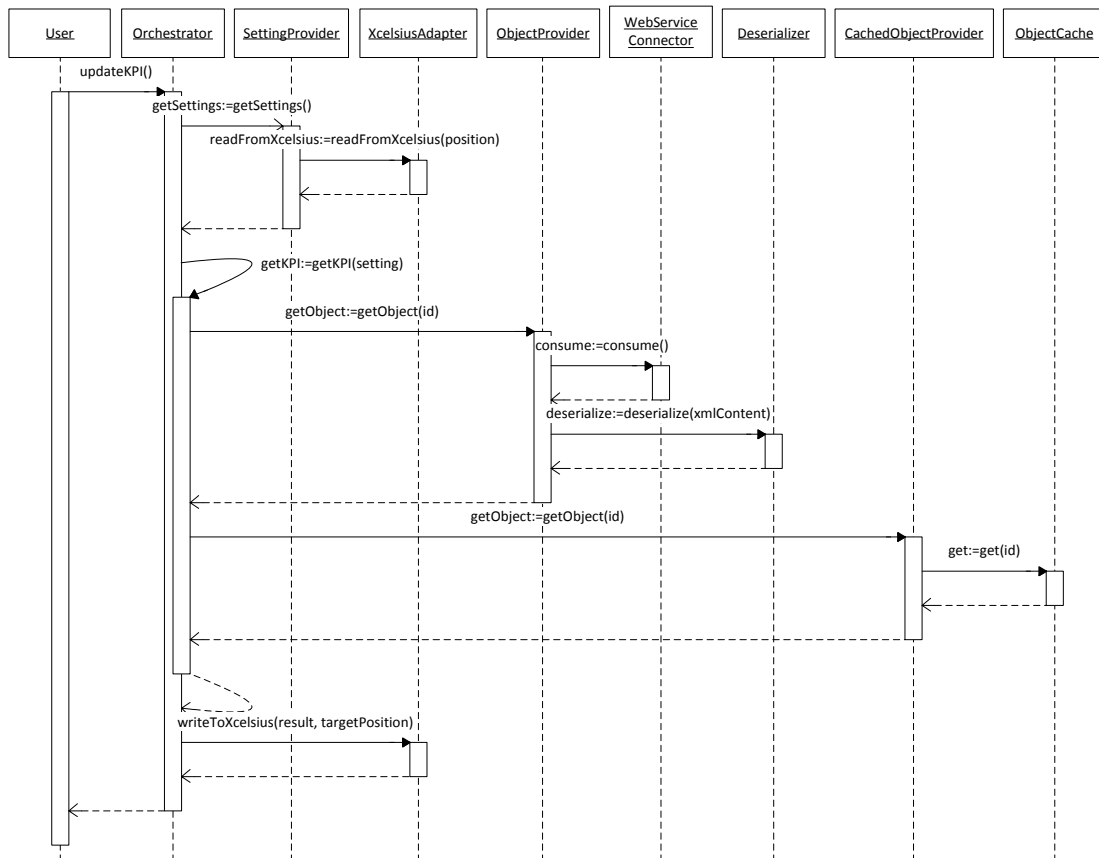 User
Orchestrator
SettingProvider
XcelsiusAdapter
ObjectProvider
WebService
Connector
Deserializer
CachedObjectProvider
ObjectCache
updateKPI()
getSettings:=getSettings()
readFromXcelsius:=readFromXcelsius(position)
getKPI:=getKPI(setting)
getObject:=getObject(id)
consume:=consume()
deserialize:=deserialize(xmlContent)
getObject:=getObject(id)
get:=get(id)
writeToXcelsius(result, targetPosition)